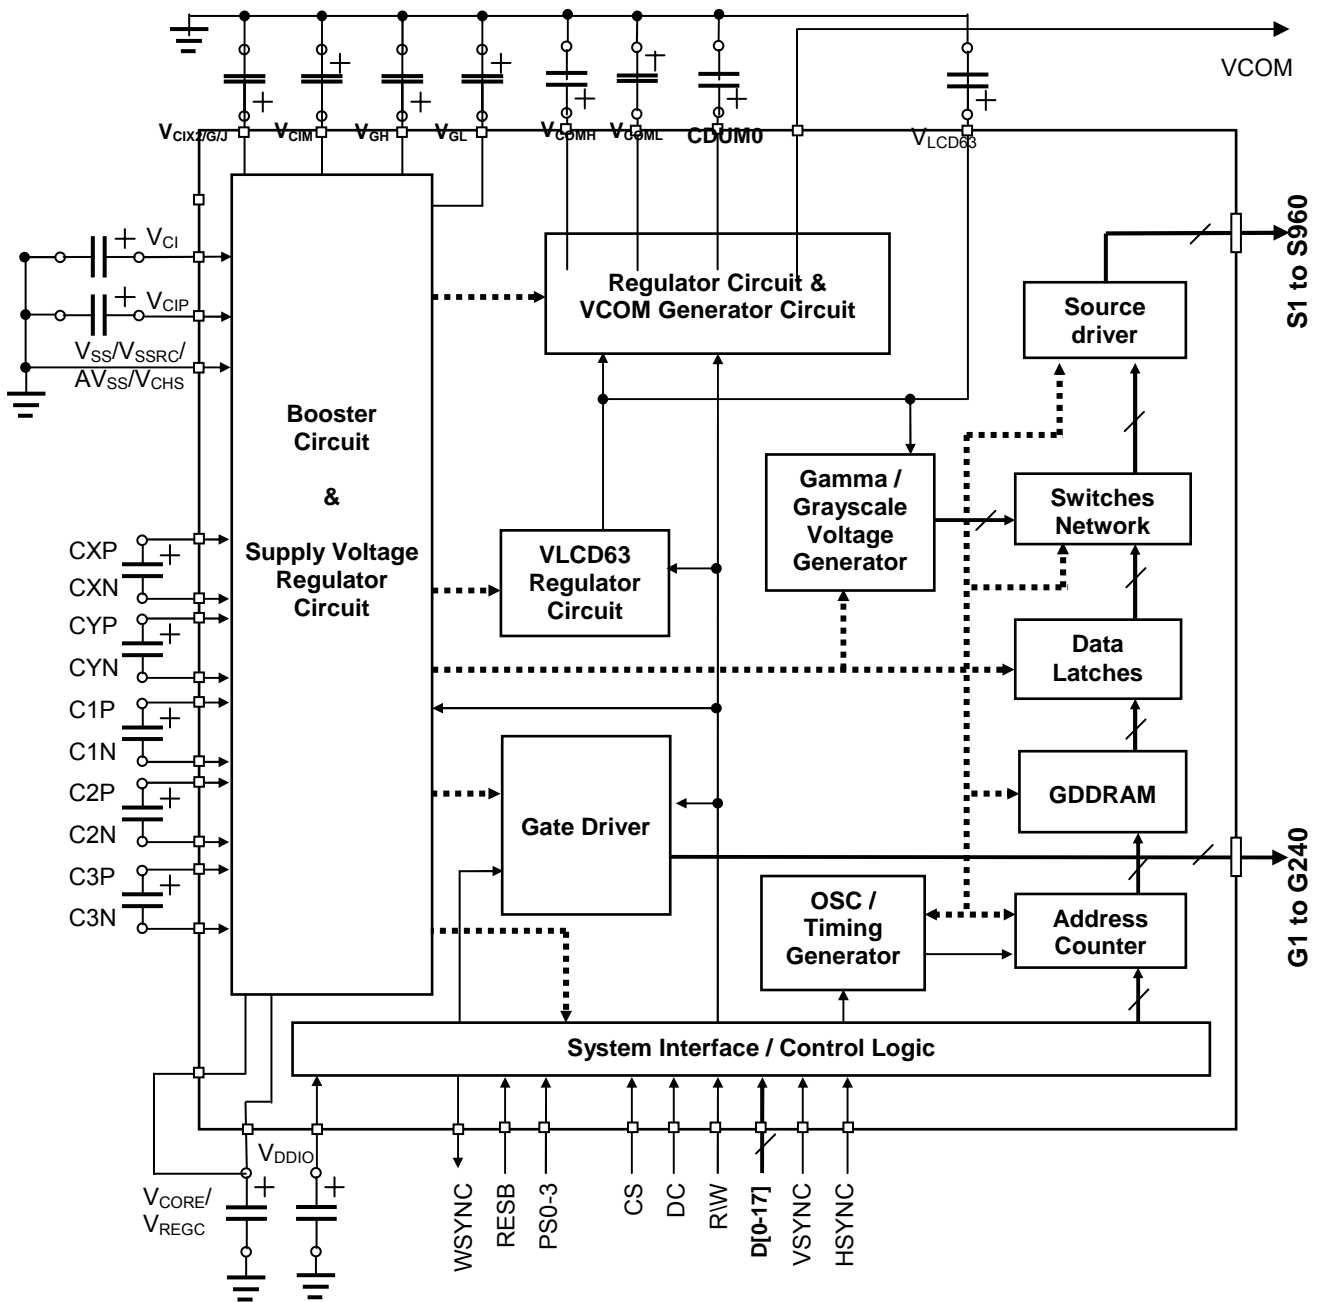 VCOM
VCIX2/G/J
VCIM
VGH
VGL
VCOMH
VCOML
CDUM0
VLCD63
S1 to S960
VCI
VCIP
VSS/VSSRC/
AVSS/VCHS
Regulator Circuit &
VCOM Generator Circuit
Source
driver
Booster
Circuit
&
Supply Voltage
Regulator
Circuit
Gamma /
Grayscale
Voltage
Generator
Switches
Network
VLCD63
Regulator
Circuit
CXP
CXN
CYP
CYN
C1P
C1N
C2P
C2N
C3P
C3N
Data
Latches
GDDRAM
Gate Driver
G1 to G240
OSC /
Timing
Generator
Address
Counter
System Interface / Control Logic
VDDIO
VCORE/
VREGC
WSYNC
RESB
PS0-3
CS
DC
R\W
D[0-17]
VSYNC
HSYNC